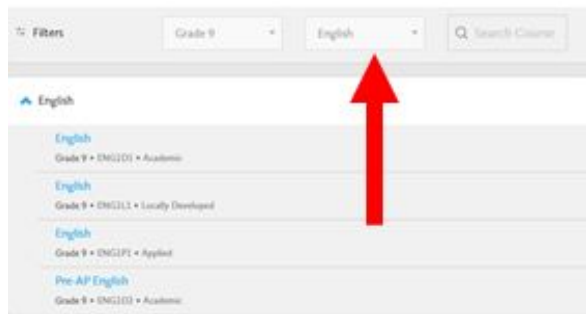 Filters
Grade 9
English
Search Course
English
English
Grade 9 • ENG1D1 • Academic
English
Grade 9 • ENG1L1 • Locally Developed
English
Grade 9 • ENG1P1 • Applied
Pre-AP English
Grade 9 • • Academic